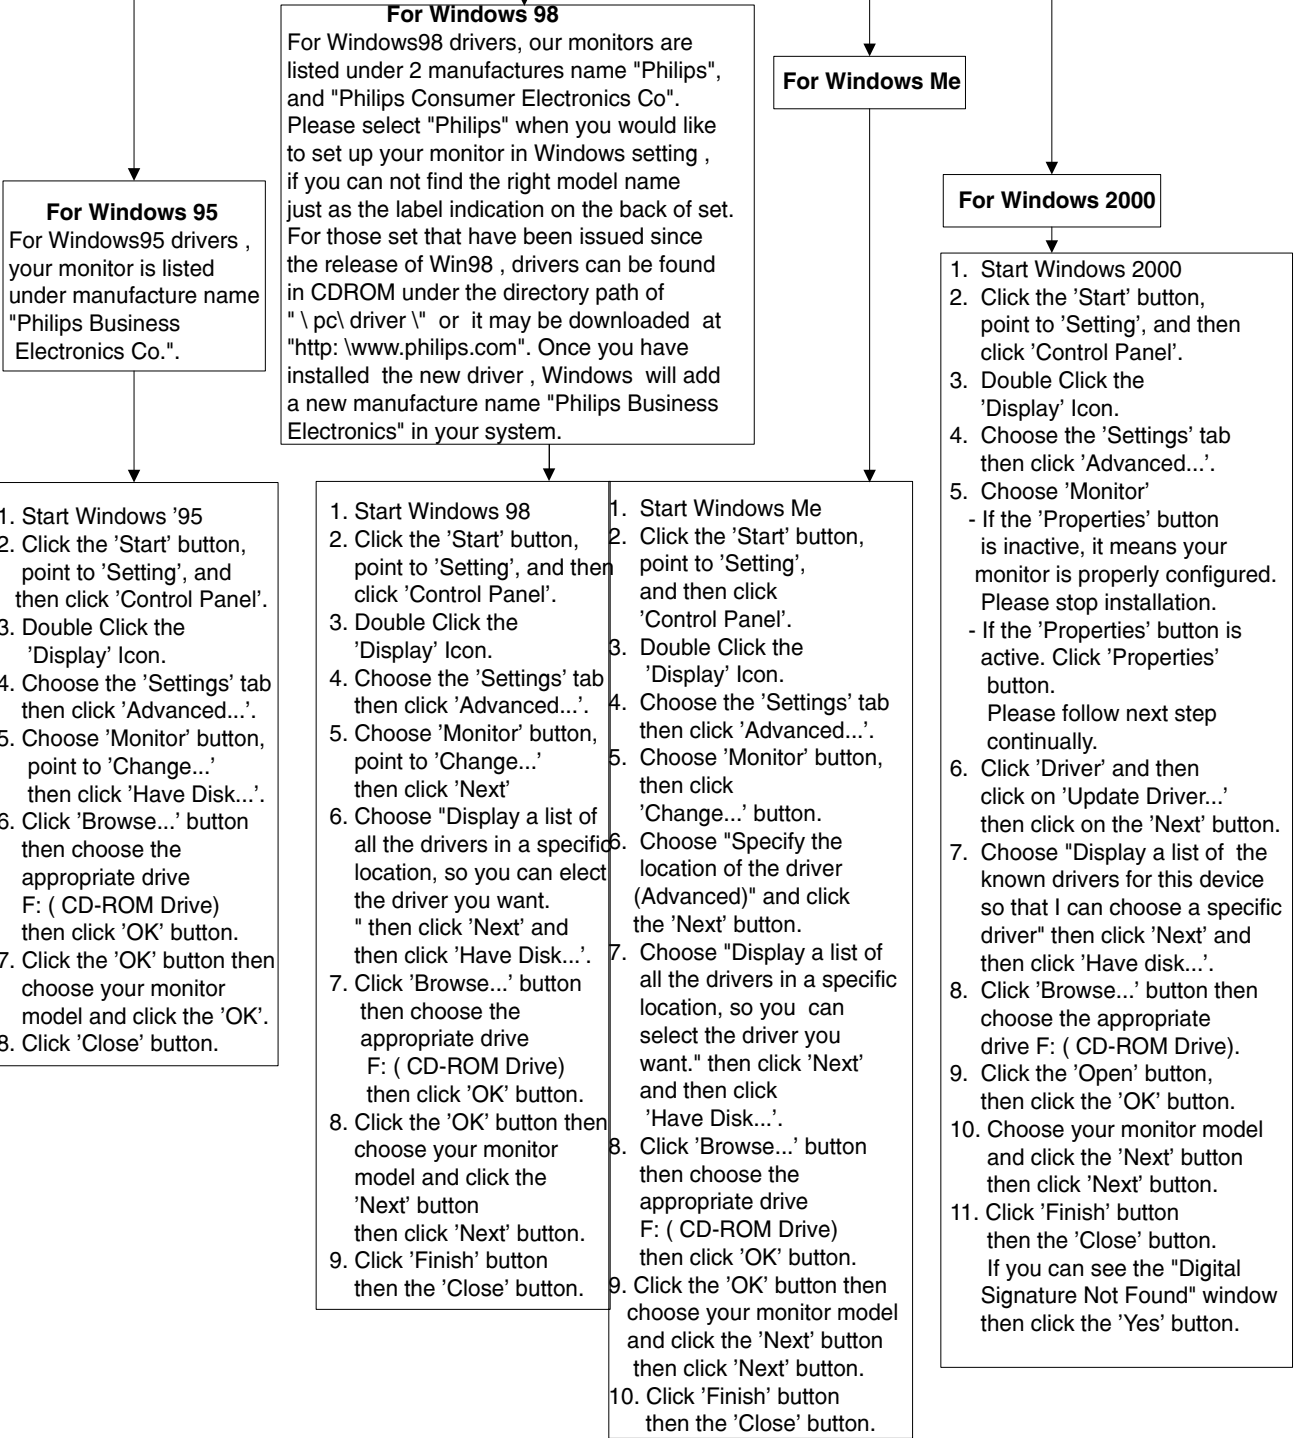 For Windows 98
For Windows98 drivers, our monitors are
listed under 2 manufactures name "Philips",
and "Philips Consumer Electronics Co".
Please select "Philips" when you would like
to set up your monitor in Windows setting ,
if you can not find the right model name
just as the label indication on the back of set.
For those set that have been issued since
the release of Win98 , drivers can be found
in CDROM under the directory path of
" \ pc\ driver \" or it may be downloaded at
"http: \www.philips.com". Once you have
installed the new driver , Windows will add
a new manufacture name "Philips Business
Electronics" in your system.
For Windows Me
For Windows 95
For Windows95 drivers ,
your monitor is listed
under manufacture name
"Philips Business
Electronics Co.".
For Windows 2000
1. Start Windows '95
2. Click the 'Start' button,
point to 'Setting', and
then click 'Control Panel'.
3. Double Click the
'Display' Icon.
4. Choose the 'Settings' tab
then click 'Advanced...'.
5. Choose 'Monitor' button,
point to 'Change...'
then click 'Have Disk...'.
6. Click 'Browse...' button
then choose the
appropriate drive
F: ( CD-ROM Drive)
then click 'OK' button.
7. Click the 'OK' button then
choose your monitor
model and click the 'OK'.
8. Click 'Close' button.
1. Start Windows 98
2. Click the 'Start' button,
point to 'Setting', and then
click 'Control Panel'.
3. Double Click the
'Display' Icon.
4. Choose the 'Settings' tab
then click 'Advanced...'.
5. Choose 'Monitor' button,
point to 'Change...'
then click 'Next'
6. Choose "Display a list of
all the drivers in a specific
location, so you can elect
the driver you want.
" then click 'Next' and
then click 'Have Disk...'.
7. Click 'Browse...' button
then choose the
appropriate drive
F: ( CD-ROM Drive)
then click 'OK' button.
8. Click the 'OK' button then
choose your monitor
model and click the
'Next' button
then click 'Next' button.
9. Click 'Finish' button
then the 'Close' button.
1. Start Windows Me
2. Click the 'Start' button,
point to 'Setting',
and then click
'Control Panel'.
3. Double Click the
'Display' Icon.
4. Choose the 'Settings' tab
then click 'Advanced...'.
5. Choose 'Monitor' button,
then click
'Change...' button.
6. Choose "Specify the
location of the driver
(Advanced)" and click
the 'Next' button.
7. Choose "Display a list of
all the drivers in a specific
location, so you can
select the driver you
want." then click 'Next'
and then click
'Have Disk...'.
8. Click 'Browse...' button
then choose the
appropriate drive
F: ( CD-ROM Drive)
then click 'OK' button.
9. Click the 'OK' button then
choose your monitor model
and click the 'Next' button
then click 'Next' button.
10. Click 'Finish' button
then the 'Close' button.
1. Start Windows 2000
2. Click the 'Start' button,
point to 'Setting', and then
click 'Control Panel'.
3. Double Click the
'Display' Icon.
4. Choose the 'Settings' tab
then click 'Advanced...'.
5. Choose 'Monitor'
- If the 'Properties' button
is inactive, it means your
monitor is properly configured.
Please stop installation.
- If the 'Properties' button is
active. Click 'Properties'
button.
Please follow next step
continually.
6. Click 'Driver' and then
click on 'Update Driver...'
then click on the 'Next' button.
7. Choose "Display a list of the
known drivers for this device
so that I can choose a specific
driver" then click 'Next' and
then click 'Have disk...'.
8. Click 'Browse...' button then
choose the appropriate
drive F: ( CD-ROM Drive).
9. Click the 'Open' button,
then click the 'OK' button.
10. Choose your monitor model
and click the 'Next' button
then click 'Next' button.
11. Click 'Finish' button
then the 'Close' button.
If you can see the "Digital
Signature Not Found" window
then click the 'Yes' button.